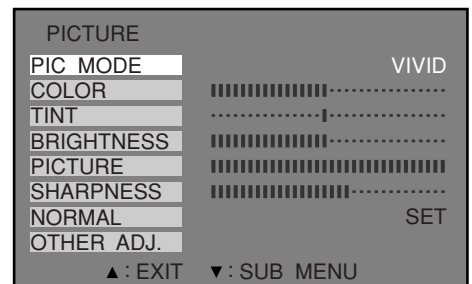 PICTURE
PIC MODE VIVID
COLOR
TINT
BRIGHTNESS
PICTURE
SHARPNESS
NORMAL SET
OTHER ADJ.
▲: EXIT ▼: SUB MENU